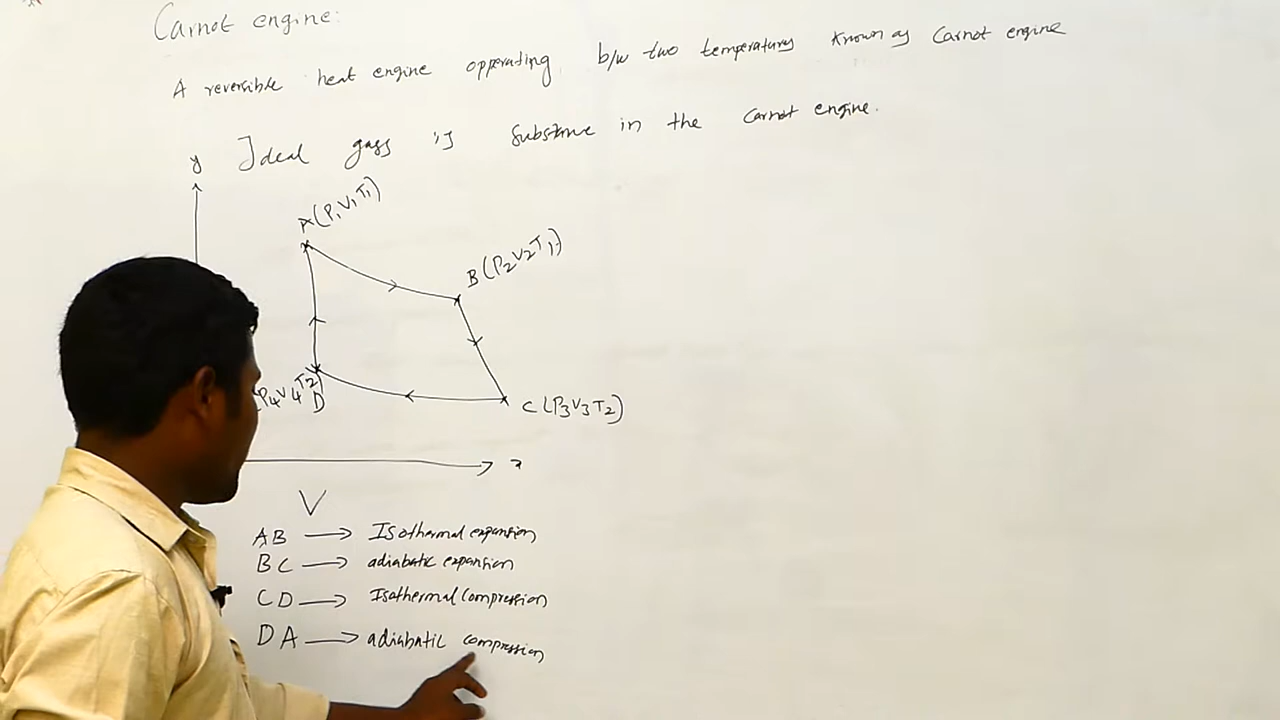 Carnot engine:
A reversible heat engine opperating b/w two temperatures known as Carnot engine
Ideal gass is substance in the Carnot engine.
y
A(P1V1T1)
B(P2V2T1)
(P4V4T2)
D
C(P3V3T2)
x
V
AB → Isothermal expansion
BC → adiabatic expansion
CD → Isothermal compression
DA → adiabatic compression